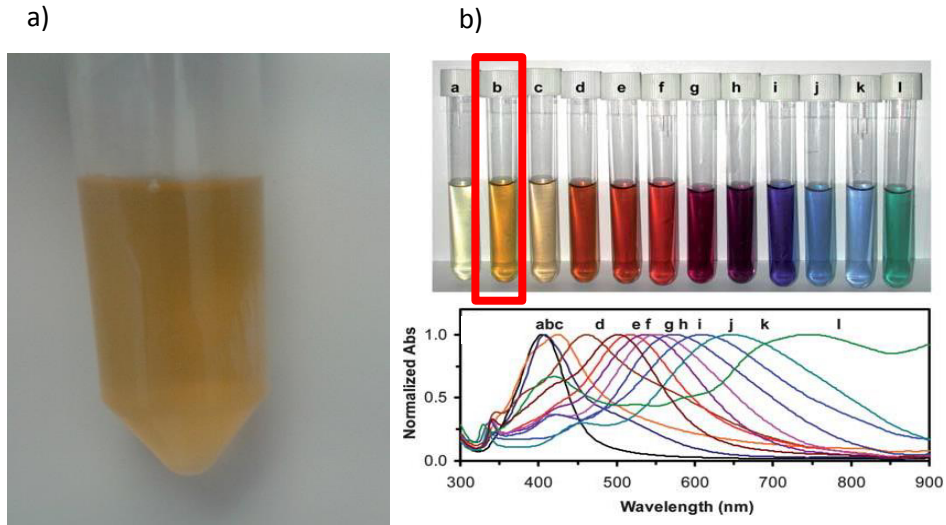 a)
b)
a b c d e f g h i j k l
abc d e f g h i j k l
1.0
0.5
0.0
Normalized Abs
300 400 500 600 700 800 900
Wavelength (nm)